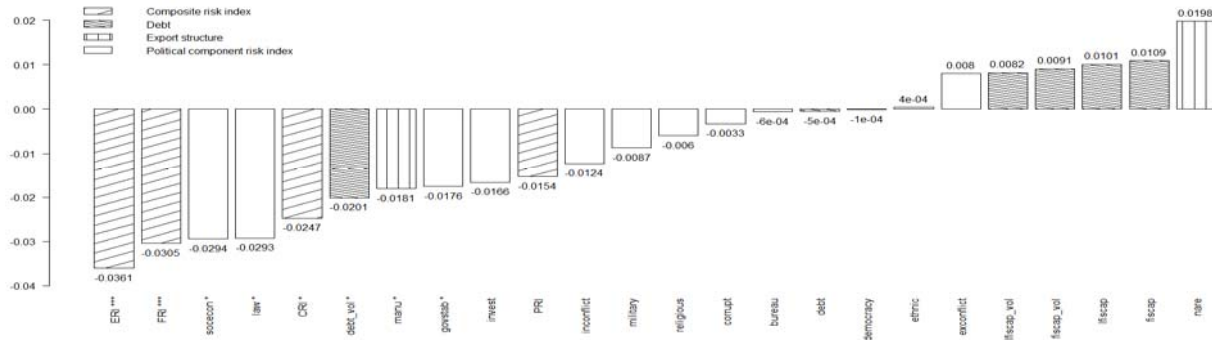 Composite risk index
Debt
Export structure
Political component risk index
0.02
0.01
0.00
-0.01
-0.02
-0.03
-0.04
-0.0361
-0.0305
-0.0294
-0.0293
-0.0247
-0.0201
-0.0181
-0.0176
-0.0166
-0.0154
-0.0124
-0.0087
-0.006
-0.0033
-6e-04
-5e-04
-1e-04
4e-04
0.008
0.0082
0.0091
0.0101
0.0109
0.0198
ERI ***
FRI ***
socecon *
law *
CRI *
debt_vol *
manu *
govstab *
invest
PRI
inconflict
military
religious
corrupt
bureau
debt
democracy
ethnic
exconflict
lfiscap_vol
fiscap_vol
lfiscap
fiscap